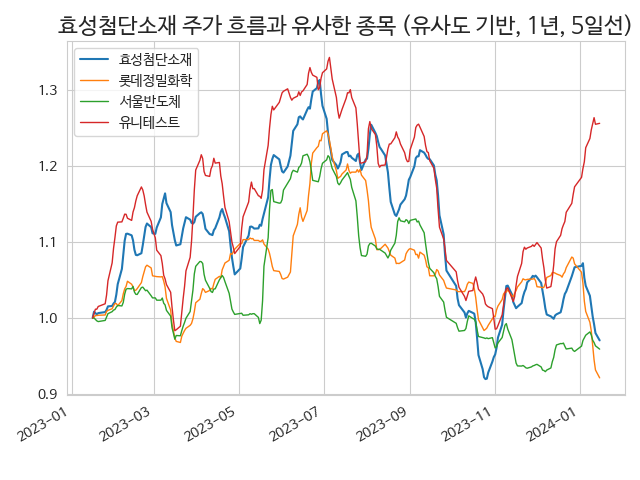 효성첨단소재 주가 흐름과 유사한 종목 (유사도 기반, 1년, 5일선)
효성첨단소재
롯데정밀화학
서울반도체
유니테스트
1.3
1.2
1.1
1.0
0.9
2023-01
2023-03
2023-05
2023-07
2023-09
2023-11
2024-01